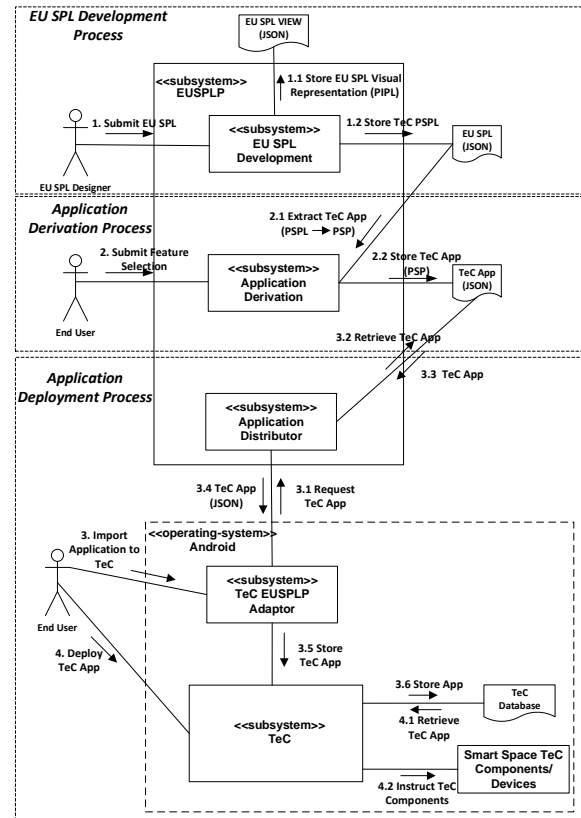 EU SPL Development
Process
EU SPL VIEW
(JSON)
<<subsystem>>
EUSPLP
1.1 Store EU SPL Visual
Representation (PIPL)
1. Submit EU SPL
<<subsystem>>
EU SPL
Development
1.2 Store TeC PSPL
EU SPL
(JSON)
EU SPL Designer
Application
Derivation Process
2.1 Extract TeC App
(PSPL → PSP)
2. Submit Feature
Selection
<<subsystem>>
Application
Derivation
2.2 Store TeC App
(PSP)
TeC App
(JSON)
End User
3.2 Retrieve TeC App
Application
Deployment Process
3.3 TeC App
<<subsystem>>
Application
Distributor
3.4 TeC App
(JSON)
3.1 Request
TeC App
3. Import
Application to
TeC
<<operating-system>>
Android
<<subsystem>>
TeC EUSPLP
Adaptor
End User
4. Deploy
TeC App
3.5 Store
TeC App
3.6 Store App
TeC
Database
<<subsystem>>
TeC
4.1 Retrieve
TeC App
Smart Space TeC
Components/
Devices
4.2 Instruct TeC
Components